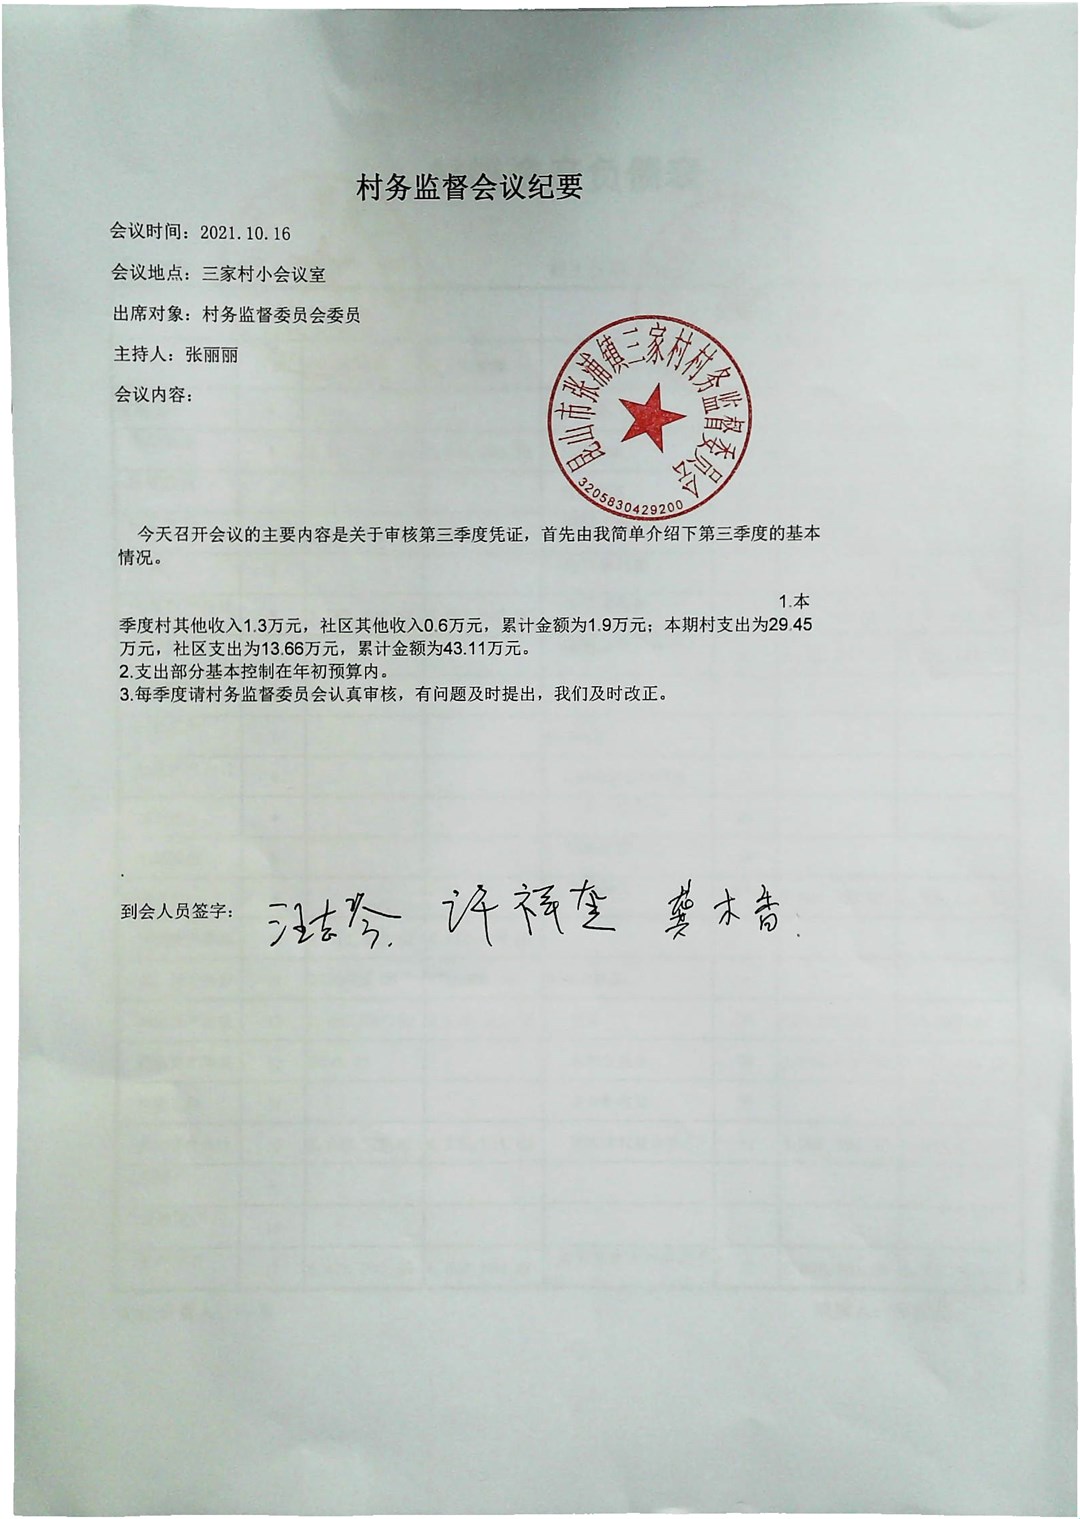 村务监督会议纪要
会议时间：2021.10.16
会议地点：三家村小会议室
出席对象：村务监督委员会委员
主持人：张丽丽
会议内容：
昆山市张浦镇三家村村务监督委员会
3205830429200
今天召开会议的主要内容是关于审核第三季度凭证，首先由我简单介绍下第三季度的基本
情况。
1.本
季度村其他收入1.3万元，社区其他收入0.6万元，累计金额为1.9万元；本期村支出为29.45
万元，社区支出为13.66万元，累计金额为43.11万元。
2.支出部分基本控制在年初预算内。
3.每季度请村务监督委员会认真审核，有问题及时提出，我们及时改正。
到会人员签字： 汪志琴. 许祥奎 龚木香.